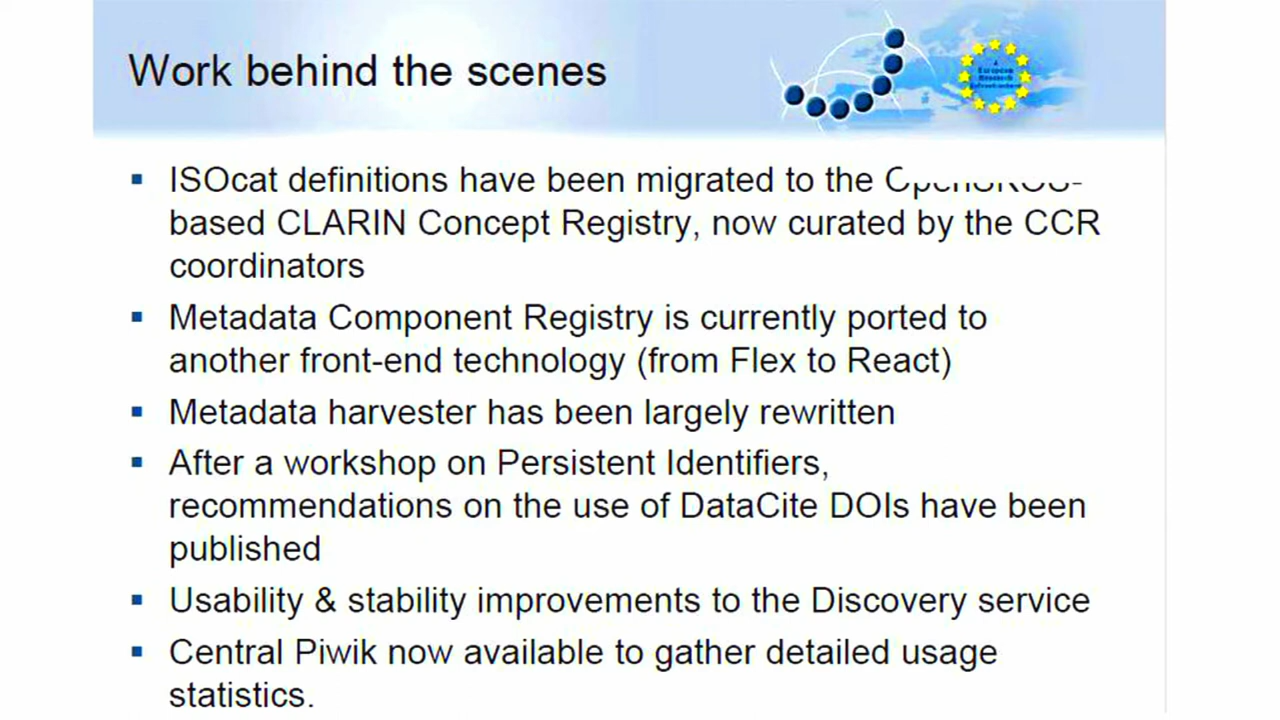 Work behind the scenes
A
European
Research
Infrastructure
▪ ISOcat definitions have been migrated to the
based CLARIN Concept Registry, now curated by the CCR
coordinators
▪ Metadata Component Registry is currently ported to
another front-end technology (from Flex to React)
▪ Metadata harvester has been largely rewritten
▪ After a workshop on Persistent Identifiers,
recommendations on the use of DataCite DOIs have been
published
▪ Usability & stability improvements to the Discovery service
▪ Central Piwik now available to gather detailed usage
statistics.